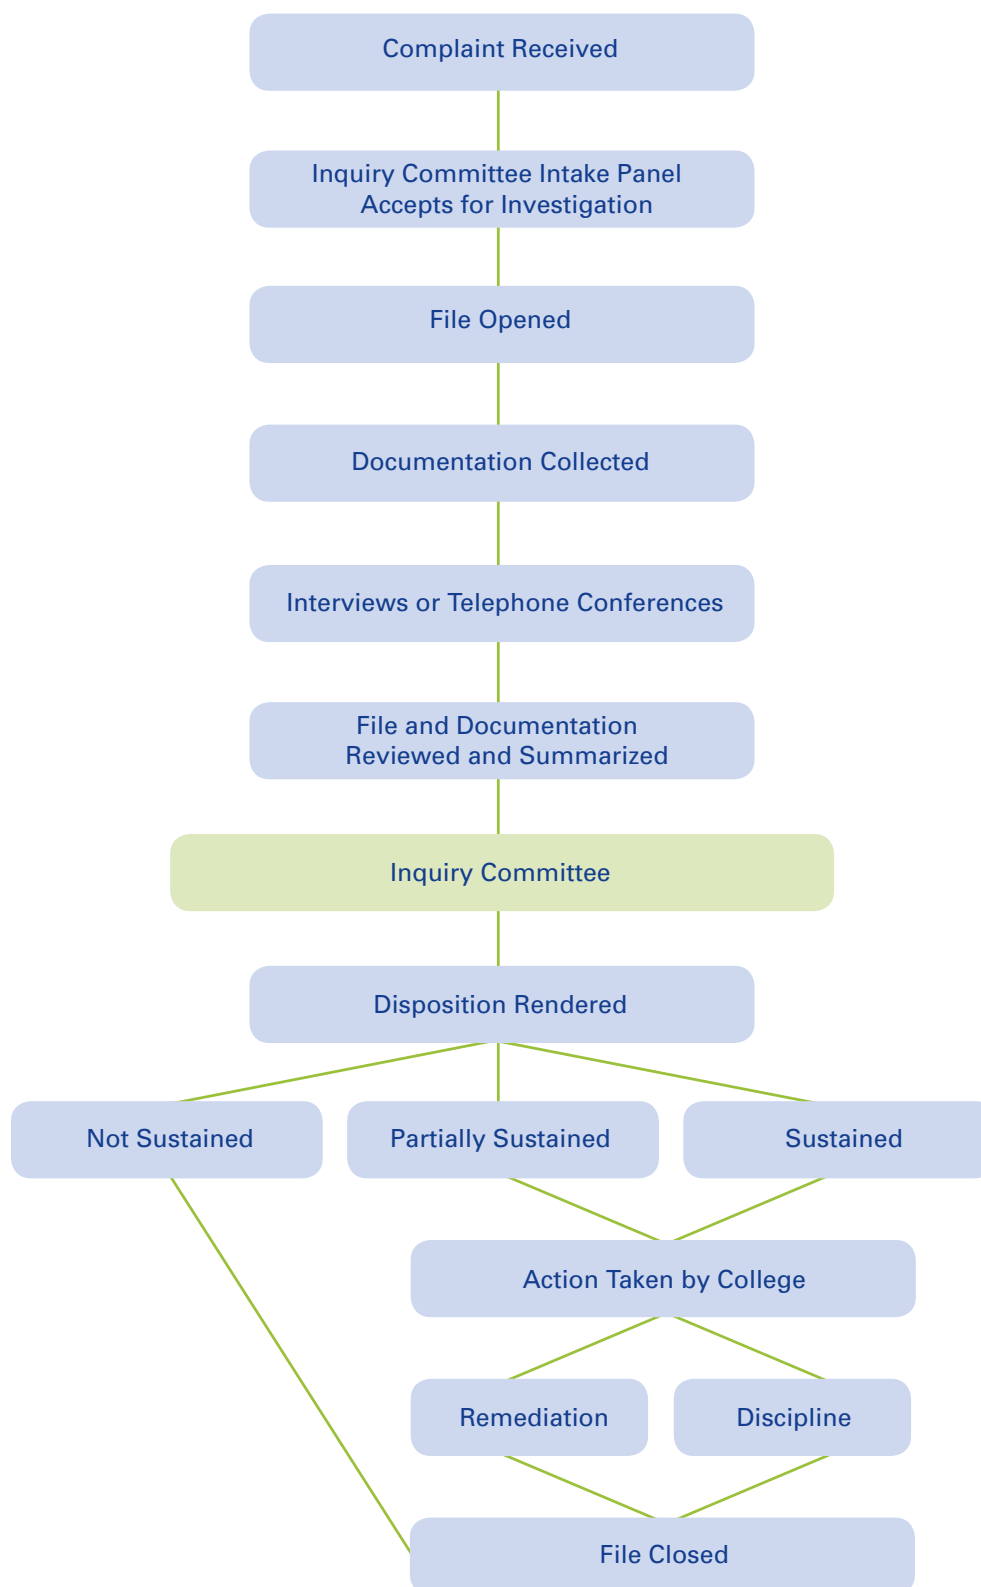 Complaint Received
Inquiry Committee Intake Panel
Accepts for Investigation
File Opened
Documentation Collected
Interviews or Telephone Conferences
File and Documentation
Reviewed and Summarized
Inquiry Committee
Disposition Rendered
Not Sustained
Partially Sustained
Sustained
Action Taken by College
Remediation
Discipline
File Closed